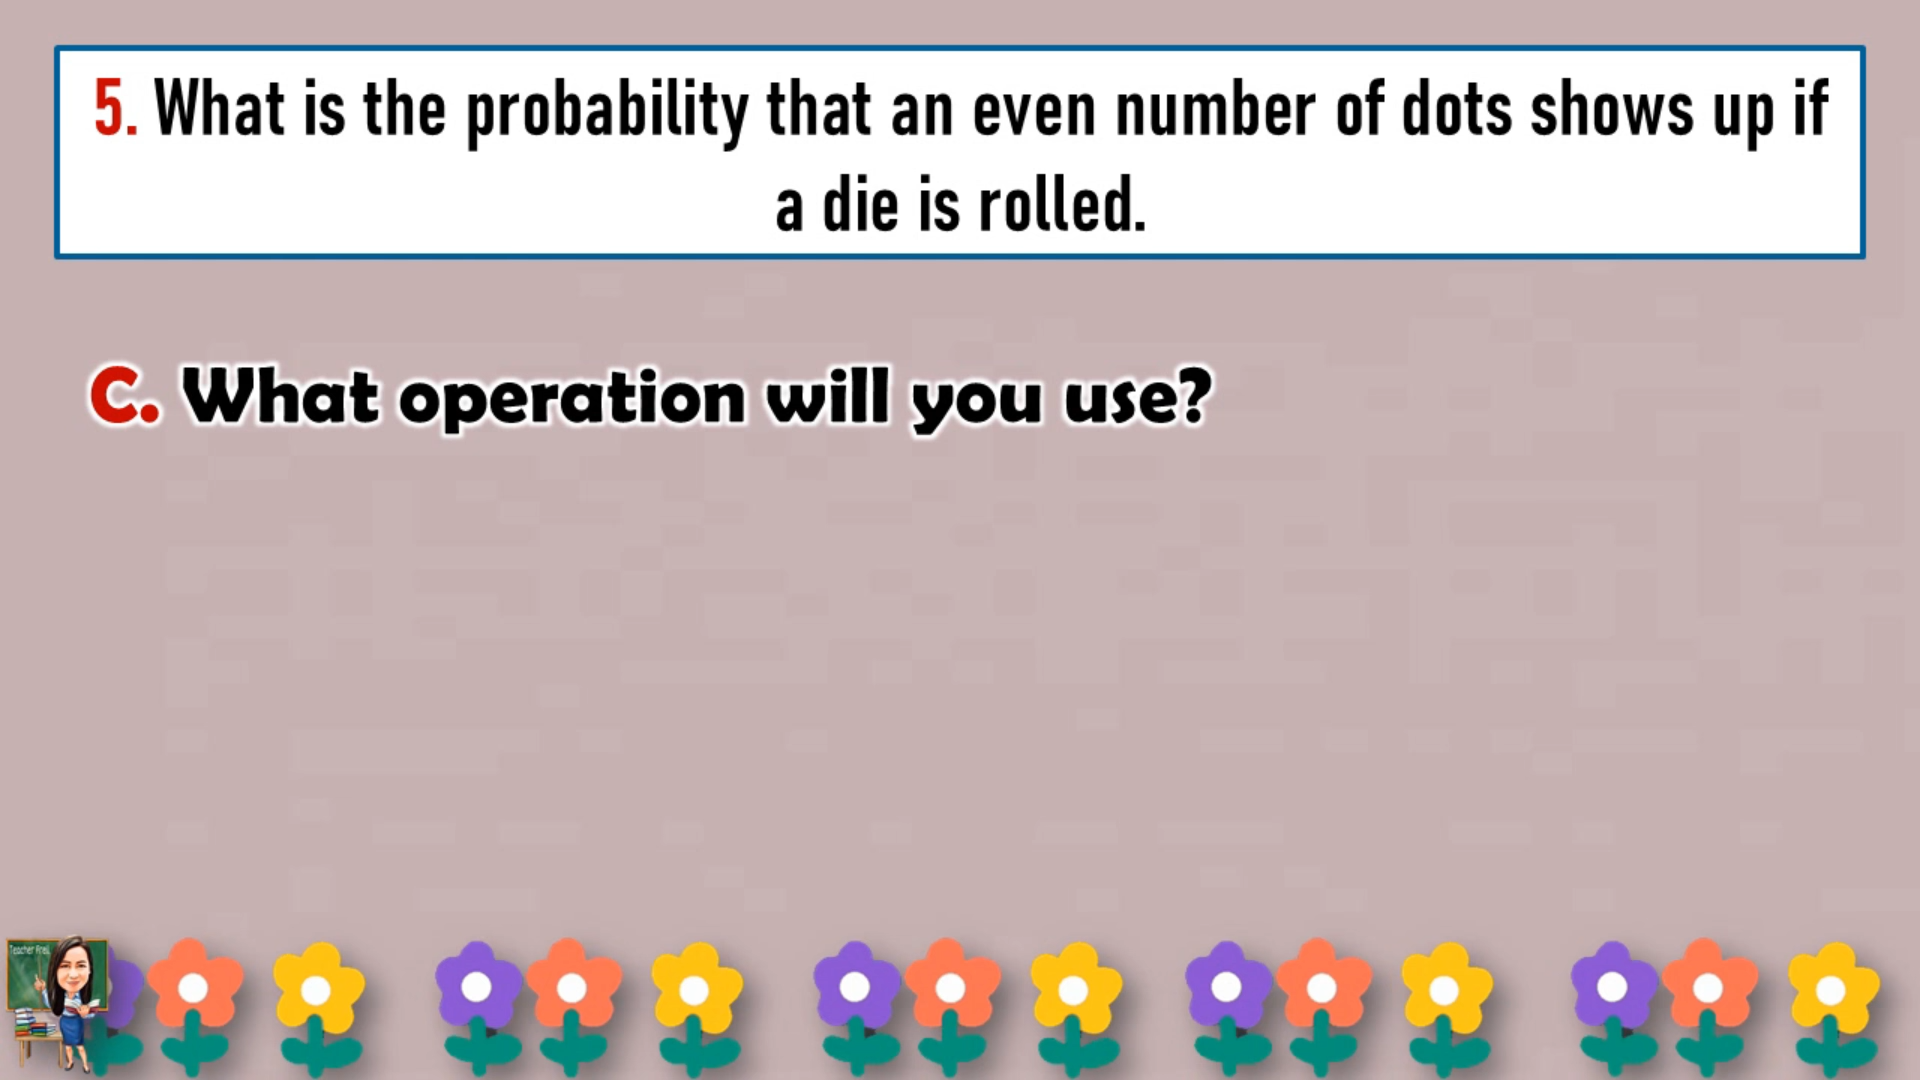 5. What is the probability that an even number of dots shows up if
a die is rolled.
C. What operation will you use?